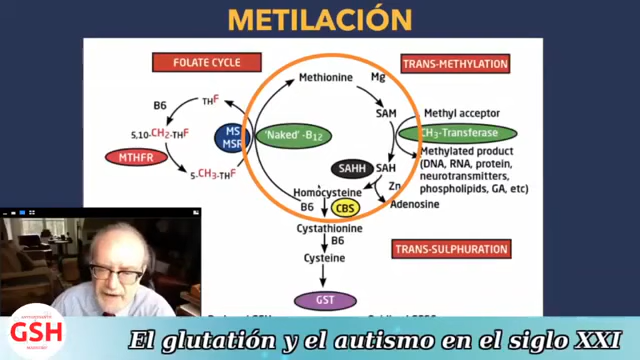 METILACIÓN
FOLATE CYCLE
TRANS-METHYLATION
Methionine
Mg
B6
THF
SAM
Methyl acceptor
5,10-CH2-THF
MS
MSR
'Naked'-B12
CH3-Transferase
MTHFR
Methylated product
(DNA, RNA, protein,
neurotransmitters,
phospholipids, GA, etc)
5-CH3-THF
SAHH
SAH
Zn
Homocysteine
Adenosine
B6
CBS
Cystathionine
B6
TRANS-SULPHURATION
Cysteine
GST
GSH
El glutatión y el autismo en el siglo XXI